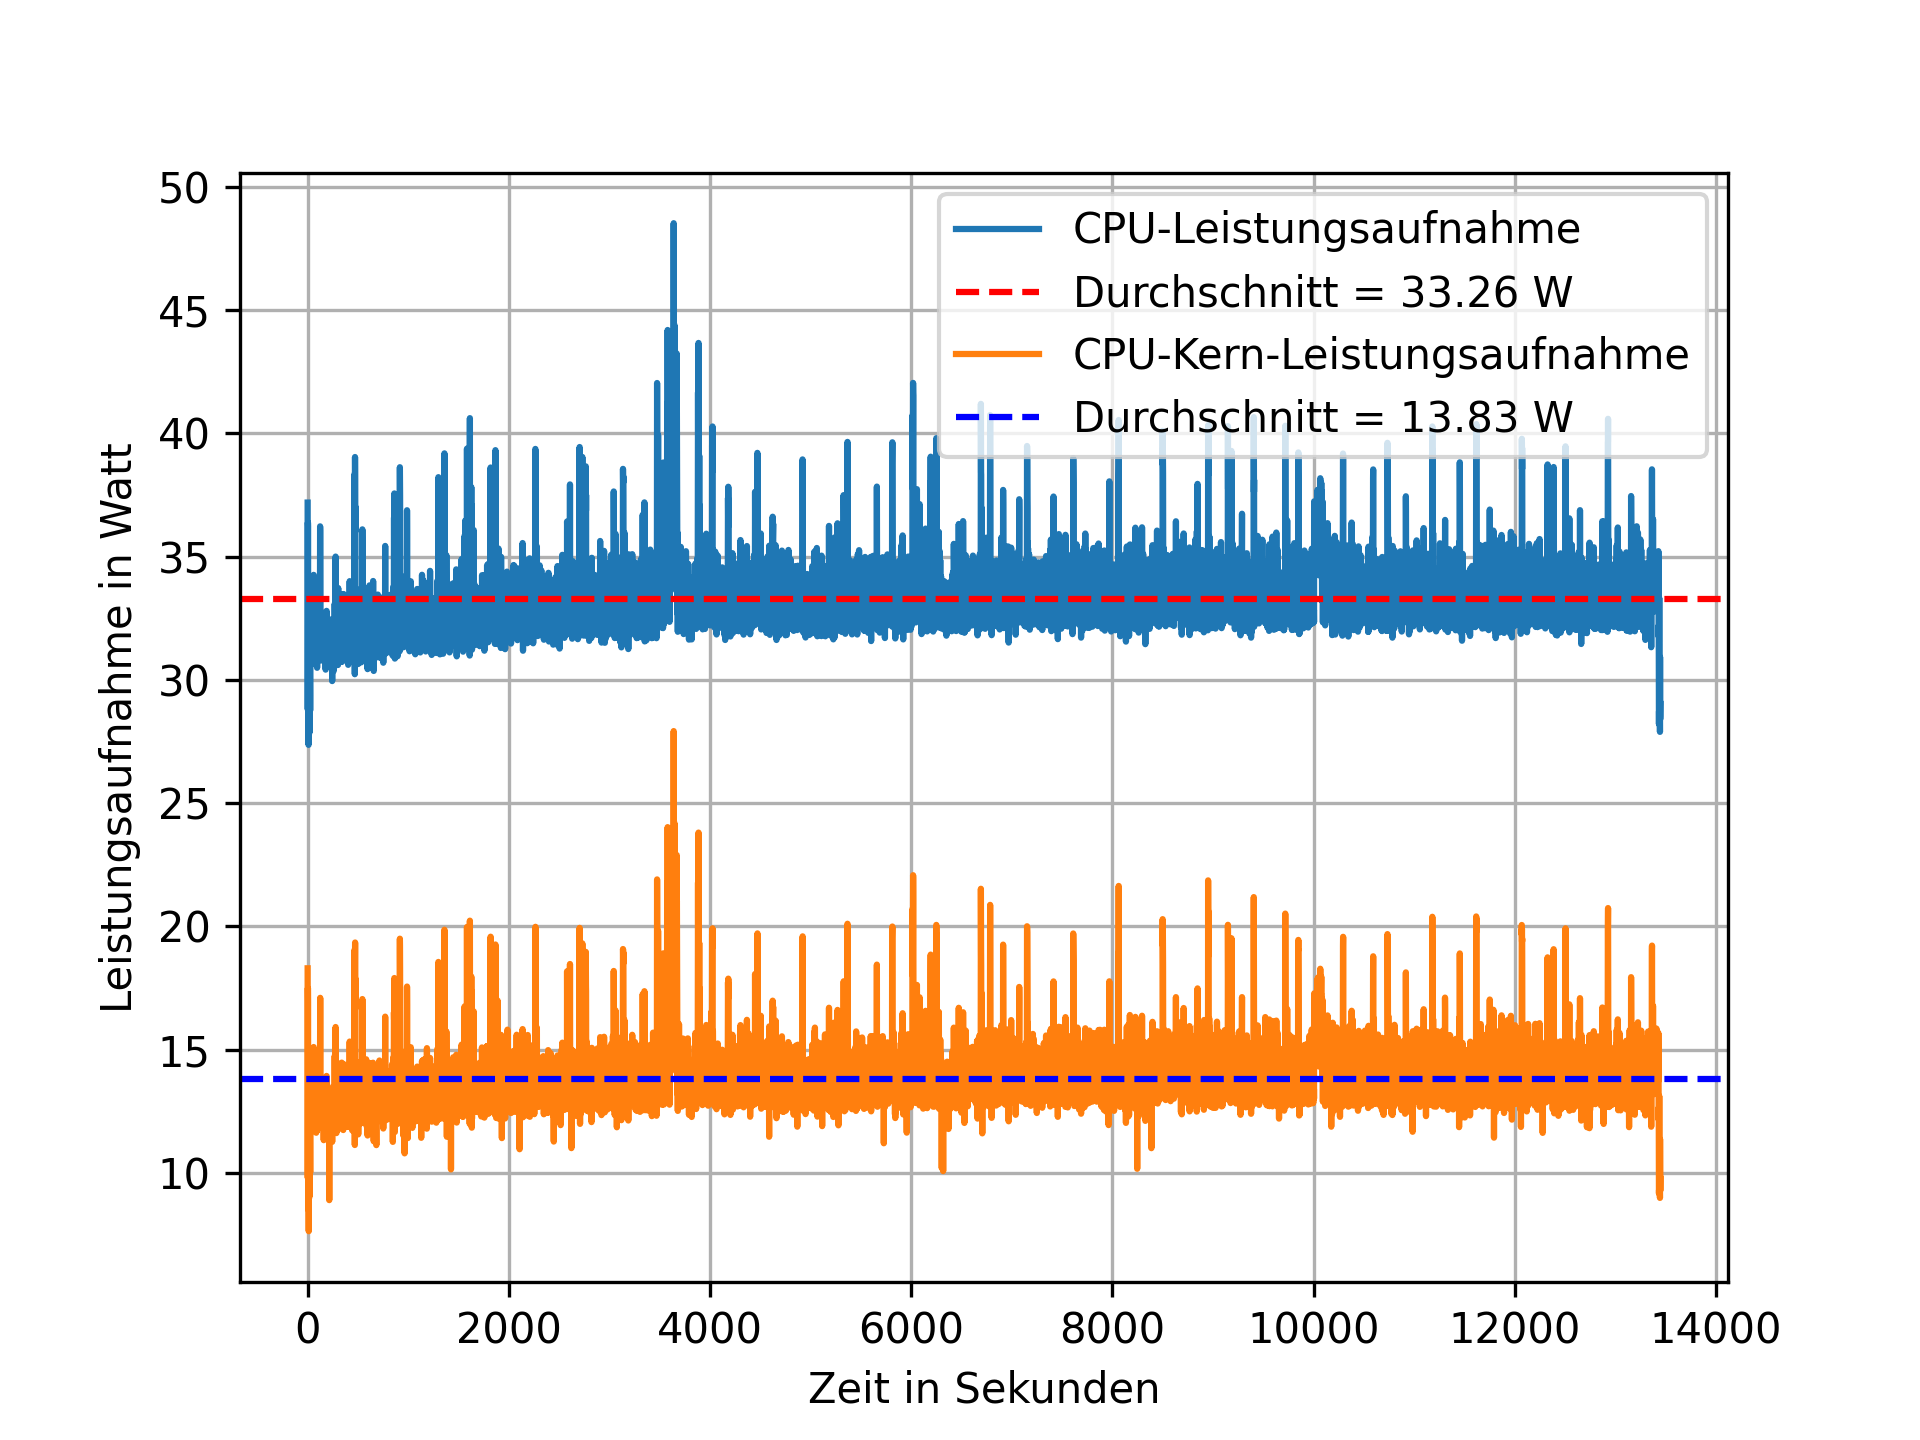 50
45
40
35
30
25
20
15
10
Leistungsaufnahme in Watt
CPU-Leistungsaufnahme
Durchschnitt = 33.26 W
CPU-Kern-Leistungsaufnahme
Durchschnitt = 13.83 W
0 2000 4000 6000 8000 10000 12000 14000
Zeit in Sekunden